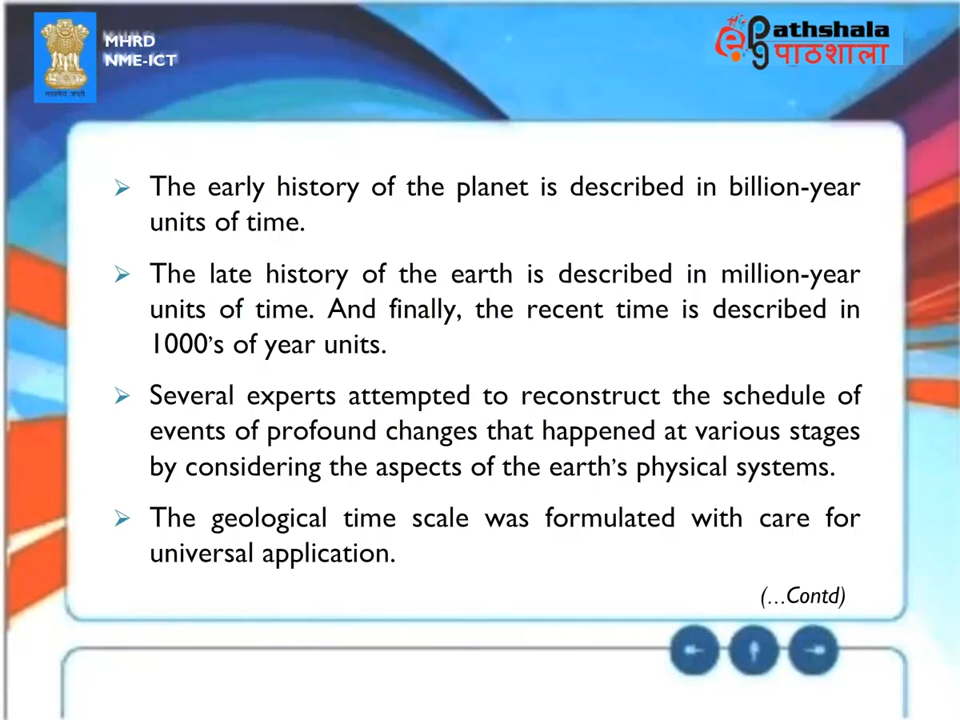 MHRD
NME-ICT
epg Pathshala
पाठशाला
The early history of the planet is described in billion-year
units of time.
The late history of the earth is described in million-year
units of time. And finally, the recent time is described in
1000's of year units.
Several experts attempted to reconstruct the schedule of
events of profound changes that happened at various stages
by considering the aspects of the earth's physical systems.
The geological time scale was formulated with care for
universal application.
(...Contd)